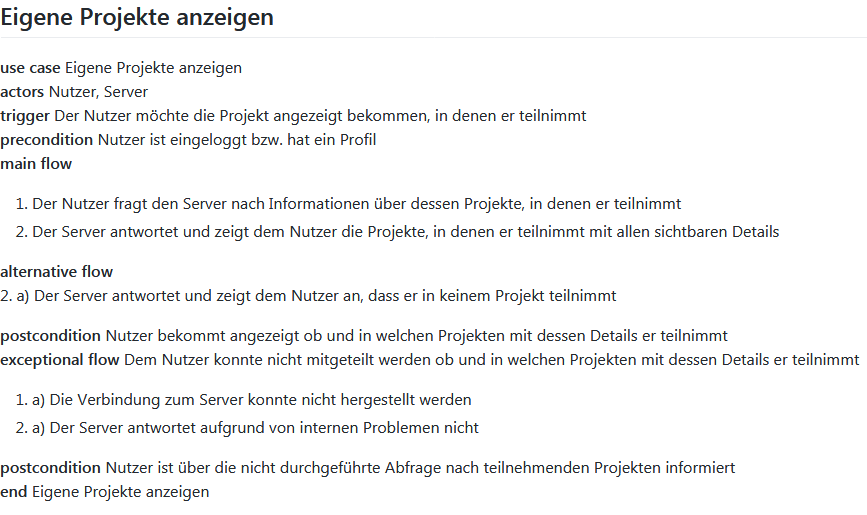 Eigene Projekte anzeigen
use case Eigene Projekte anzeigen
actors Nutzer, Server
trigger Der Nutzer möchte die Projekt angezeigt bekommen, in denen er teilnimmt
precondition Nutzer ist eingeloggt bzw. hat ein Profil
main flow
1. Der Nutzer fragt den Server nach Informationen über dessen Projekte, in denen er teilnimmt
2. Der Server antwortet und zeigt dem Nutzer die Projekte, in denen er teilnimmt mit allen sichtbaren Details
alternative flow
2. a) Der Server antwortet und zeigt dem Nutzer an, dass er in keinem Projekt teilnimmt
postcondition Nutzer bekommt angezeigt ob und in welchen Projekten mit dessen Details er teilnimmt
exceptional flow Dem Nutzer konnte nicht mitgeteilt werden ob und in welchen Projekten mit dessen Details er teilnimmt
1. a) Die Verbindung zum Server konnte nicht hergestellt werden
2. a) Der Server antwortet aufgrund von internen Problemen nicht
postcondition Nutzer ist über die nicht durchgeführte Abfrage nach teilnehmenden Projekten informiert
end Eigene Projekte anzeigen